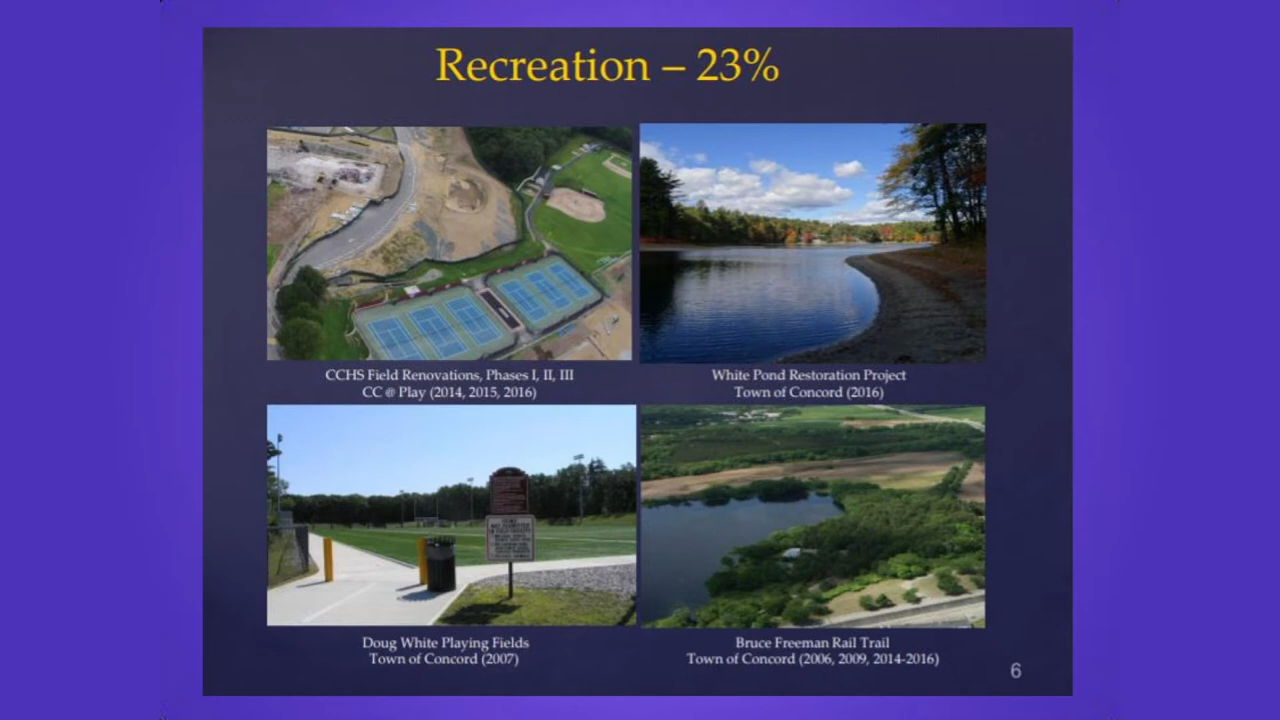 Recreation – 23%
CCHS Field Renovations, Phases I, II, III
CC @ Play (2014, 2015, 2016)
White Pond Restoration Project
Town of Concord (2016)
Doug White Playing Fields
Town of Concord (2007)
Bruce Freeman Rail Trail
Town of Concord (2006, 2009, 2014-2016)
6